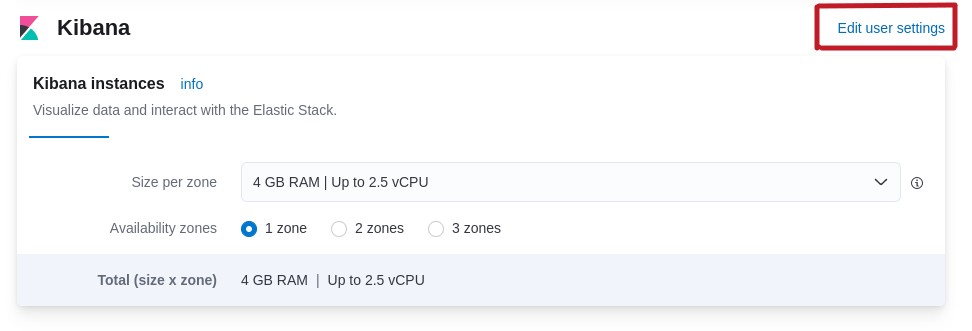 Kibana
Edit user settings
Kibana instances info
Visualize data and interact with the Elastic Stack.
Size per zone 4 GB RAM | Up to 2.5 vCPU
Availability zones 1 zone 2 zones 3 zones
Total (size x zone) 4 GB RAM | Up to 2.5 vCPU